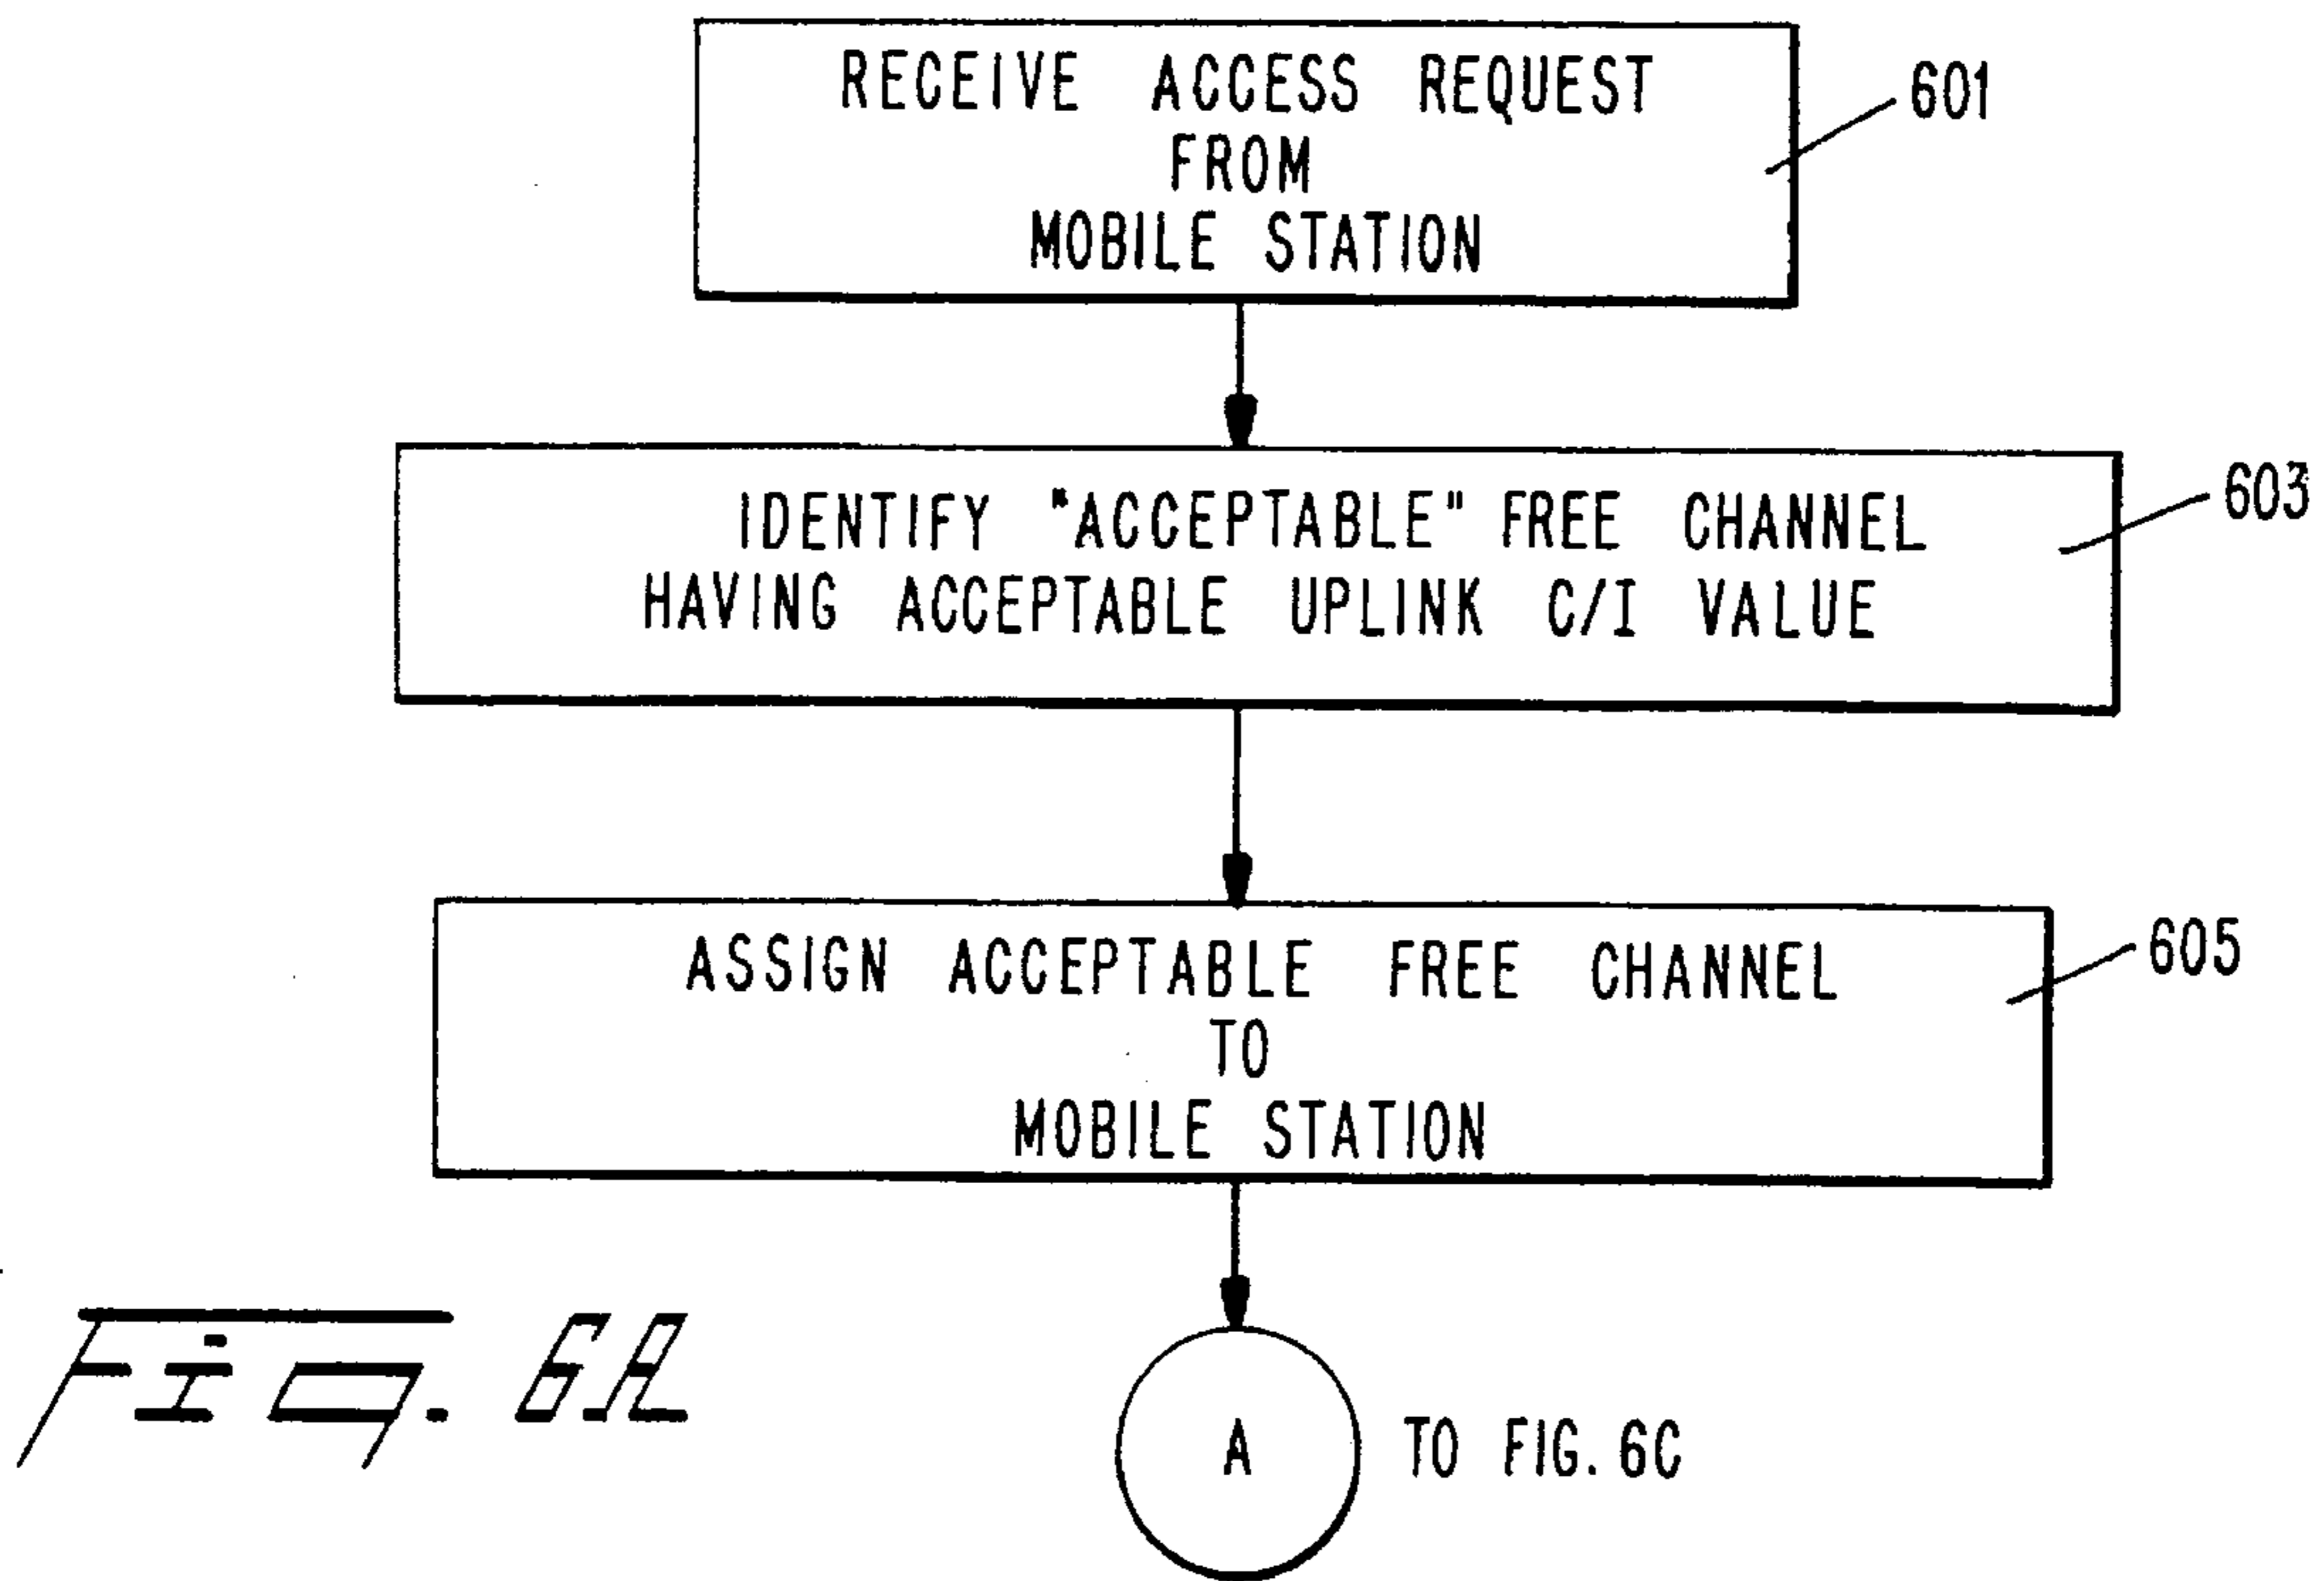 RECEIVE ACCESS REQUEST
FROM
MOBILE STATION
601
IDENTIFY "ACCEPTABLE" FREE CHANNEL
HAVING ACCEPTABLE UPLINK C/I VALUE
603
ASSIGN ACCEPTABLE FREE CHANNEL
TO
MOBILE STATION
605
A
TO FIG. 6C
Fig. 6A